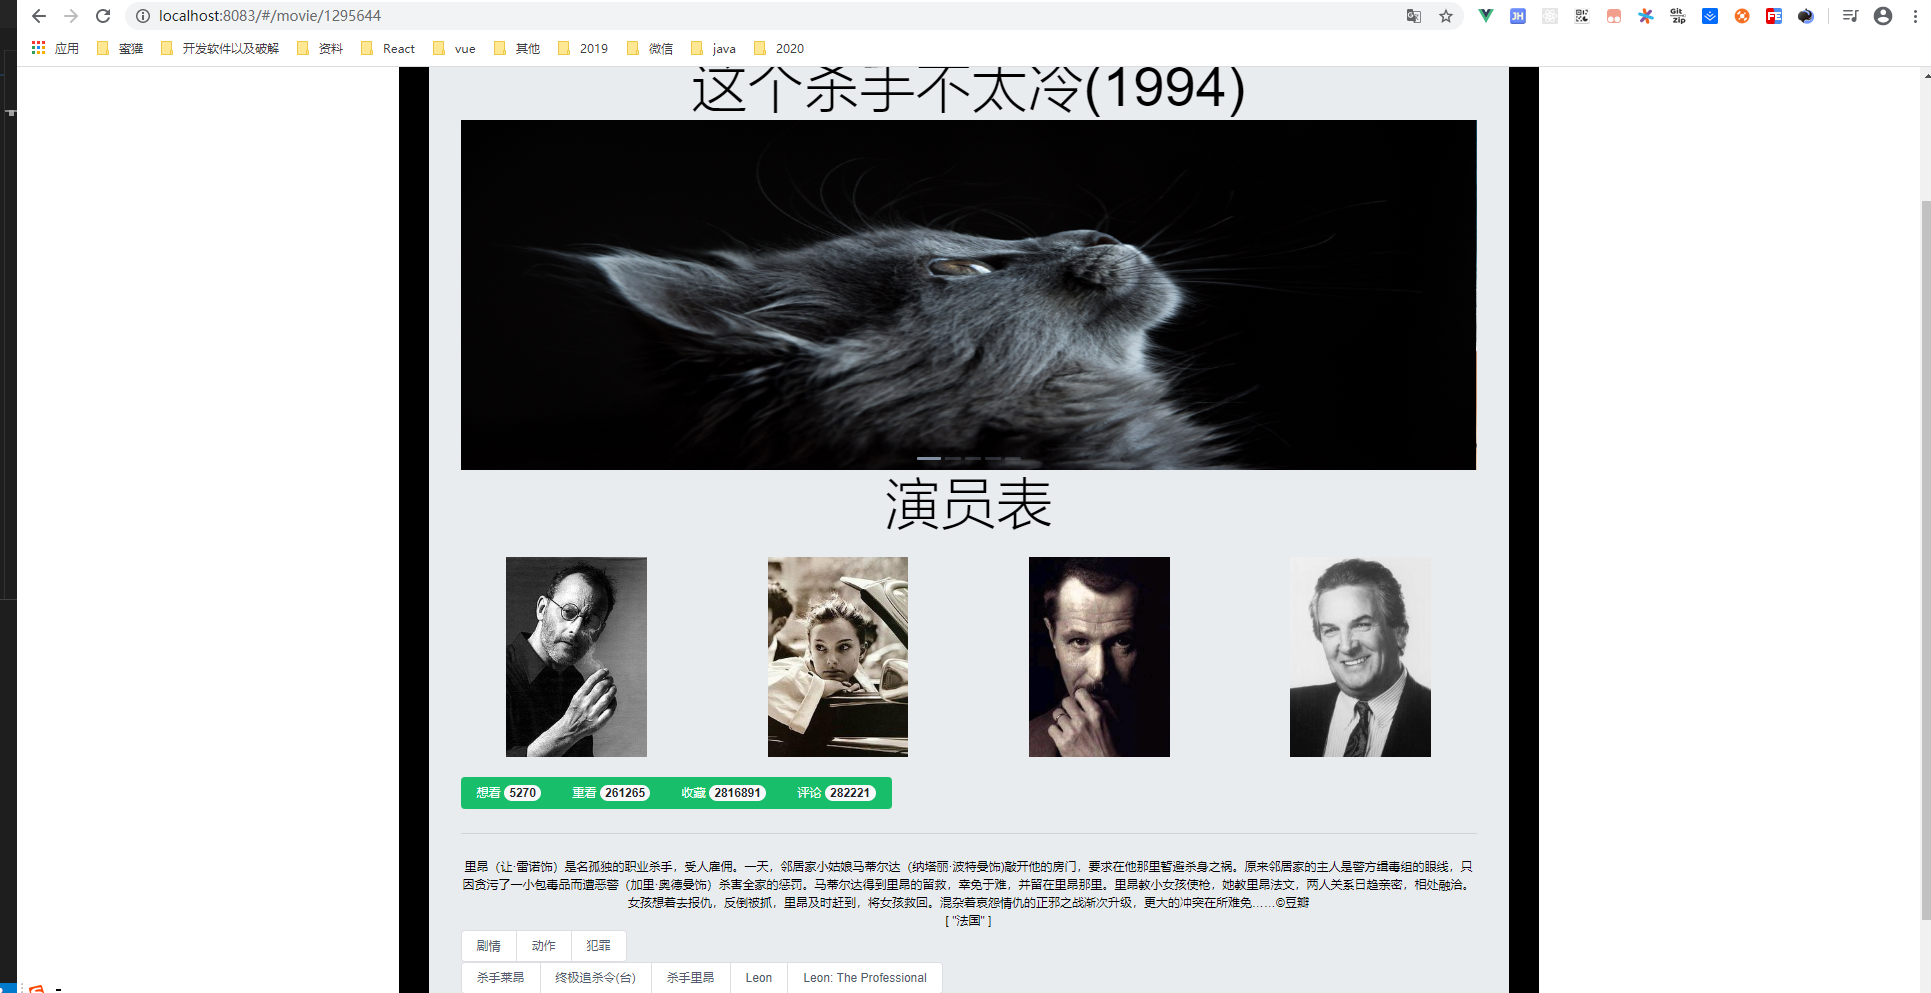 localhost:8083/#/movie/1295644
JH
Git Zip
FE
应用 蜜獾 开发软件以及破解 资料 React vue 其他 2019 微信 java 2020
这个杀手不太冷(1994)
演员表
想看 5270 重看 261265 收藏 2816891 评论 282221
里昂（让·雷诺饰）是名孤独的职业杀手，受人雇佣。一天，邻居家小姑娘马蒂尔达（纳塔丽·波特曼饰)敲开他的房门，要求在他那里暂避杀身之祸。原来邻居家的主人是警方缉毒组的眼线，只
因贪污了一小包毒品而遭恶警（加里·奥德曼饰）杀害全家的惩罚。马蒂尔达得到里昂的留救，幸免于难，并留在里昂那里。里昂教小女孩使枪，她教里昂法文，两人关系日趋亲密，相处融洽。
女孩想着去报仇，反倒被抓，里昂及时赶到，将女孩救回。混杂着哀怨情仇的正邪之战渐次升级，更大的冲突在所难免……©豆瓣
[ "法国" ]
剧情 动作 犯罪
杀手莱昂 终极追杀令(台) 杀手里昂 Leon Leon: The Professional